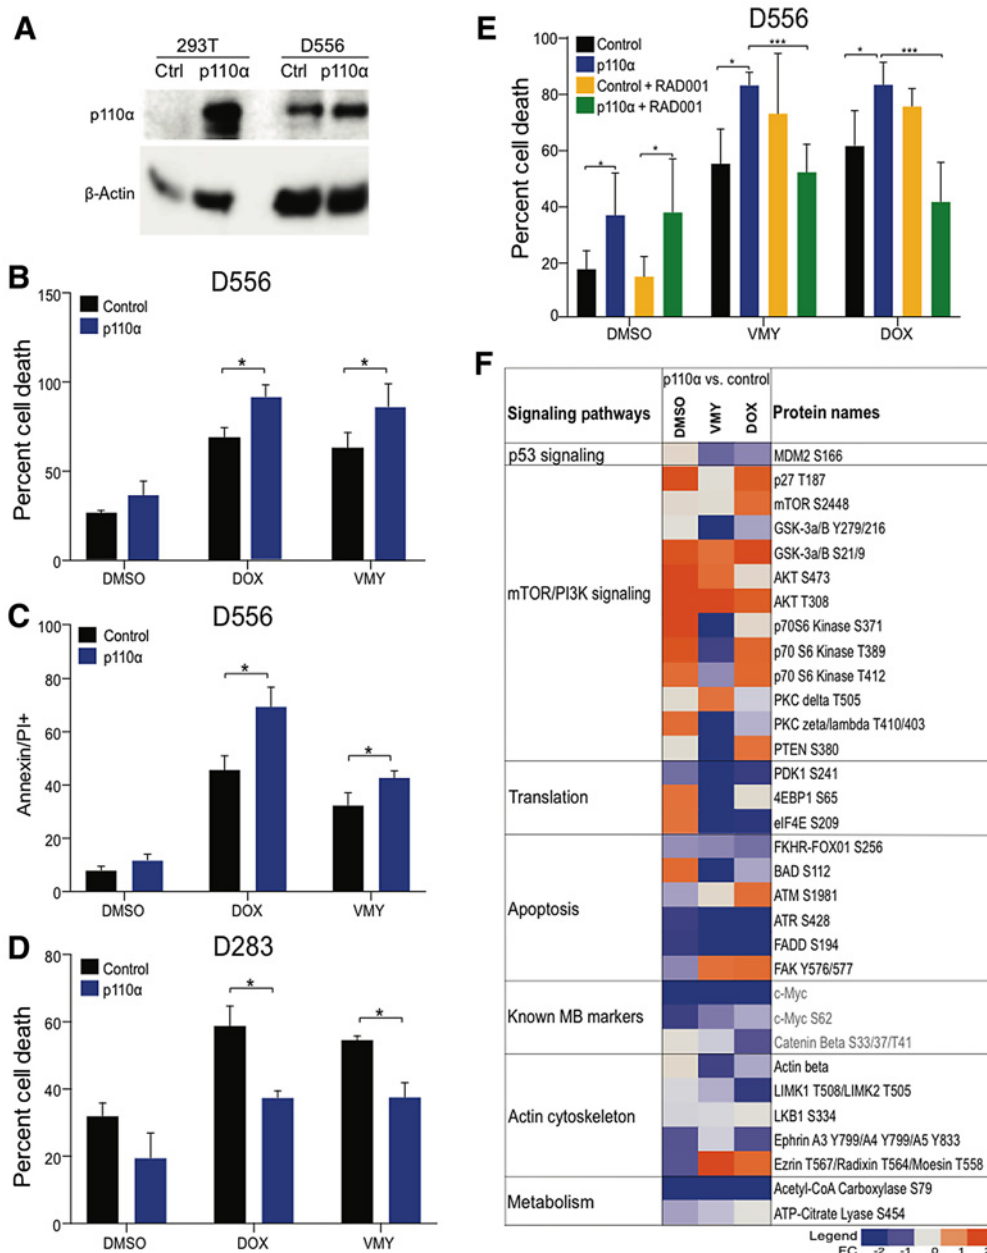 A
293T D556
Ctrl p110α Ctrl p110α
p110α
β-Actin
B
D556
Control
p110α
Percent cell death
150
100
50
0
* *
DMSO DOX VMY
C
D556
Control
p110α
Annexin/PI+
100
80
60
40
20
0
* *
DMSO DOX VMY
D
D283
Control
p110α
Percent cell death
80
60
40
20
0
* *
DMSO DOX VMY
E
D556
Control
p110α
Control + RAD001
p110α + RAD001
Percent cell death
100
80
60
40
20
0
* * * *** * ***
DMSO VMY DOX
F
p110α vs. control
Signaling pathways DMSO VMY DOX Protein names
p53 signaling MDM2 S166
p27 T187
mTOR S2448
GSK-3a/B Y279/216
GSK-3a/B S21/9
AKT S473
mTOR/PI3K signaling AKT T308
p70S6 Kinase S371
p70 S6 Kinase T389
p70 S6 Kinase T412
PKC delta T505
PKC zeta/lambda T410/403
PTEN S380
PDK1 S241
Translation 4EBP1 S65
eIF4E S209
FKHR-FOX01 S256
BAD S112
ATM S1981
Apoptosis ATR S428
FADD S194
FAK Y576/577
c-Myc
Known MB markers c-Myc S62
Catenin Beta S33/37/T41
Actin beta
LIMK1 T508/LIMK2 T505
Actin cytoskeleton LKB1 S334
Ephrin A3 Y799/A4 Y799/A5 Y833
Ezrin T567/Radixin T564/Moesin T558
Metabolism Acetyl-CoA Carboxylase S79
ATP-Citrate Lyase S454
Legend
FC -2 -1 0 1